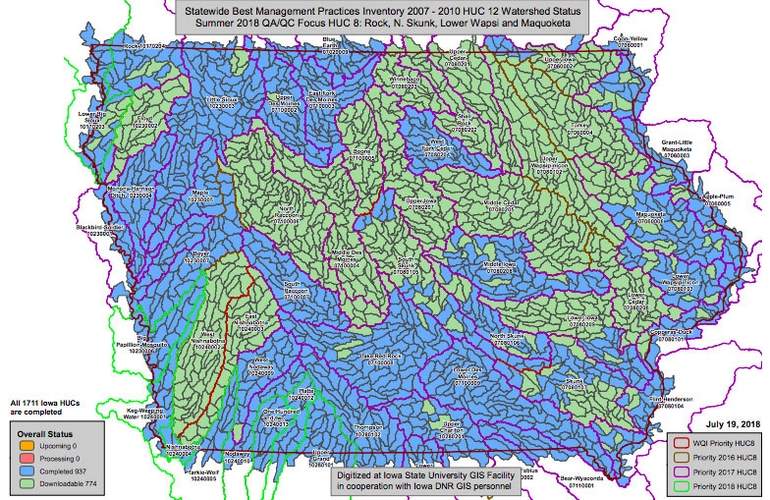 Statewide Best Management Practices Inventory 2007 - 2010 HUC 12 Watershed Status
Summer 2018 QA/QC Focus HUC 8: Rock, N. Skunk, Lower Wapsi and Maquoketa
Blue
Earth
07020009
Coon-Yellow
07060001
Rock 10170204
Upper
Cedar
07080201
Upper Iowa
07060002
Winnebago
07080203
Little Sioux
10230003
Upper
Des Moines
07100002
East Fork
Des Moines
07100003
Lower Big
Sioux
10170203
Floyd
10230002
Shell
Rock
07080202
Turkey
07060004
Boone
07100005
West
Fork Cedar
07080204
Grant-Little
Maquoketa
07060003
Upper
Wapsipinicon
07080102
Monona-Harrison
Ditch 10230004
Maple
10230005
Apple-Plum
07060005
North
Raccoon
07100006
Upper Iowa
07080207
Middle Cedar
07080205
Maquoketa
07060006
Blackbird-Soldier
10230001
Boyer
10230007
Middle Des
Moines
07100004
South
Skunk
07080105
Middle Iowa
07080208
Lower
Wapsipinicon
07080103
South
Raccoon
07100007
Lower
Cedar
07080206
West
Nishnabotna
10240002
East
Nishnabotna
10240003
Lower Iowa
07080209
Copperas-Duck
07080101
Big
Papillion-Mosquito
10230006
North Skunk
07080106
Lake Red Rock
07100008
West
Nodaway
10240009
Lower Des
Moines
07100009
Skunk
07080107
Flint-Henderson
07080104
Platte
10240012
Keg-Weeping
Water 10240001
One Hundred
and Two
10240013
Thompson
10280102
Upper
Chariton
10280201
Nishnabotna
10240004
Nodaway
10240010
Tarkio-Wolf
10240005
Upper
Grand
10280101
Bear-Wyaconda
07110001
All 1711 Iowa HUCs
are completed
Overall Status
Upcoming 0
Processing 0
Completed 937
Downloadable 774
Digitized at Iowa State University GIS Facility
in cooperation with Iowa DNR GIS personnel
July 19, 2018
WQI Priority HUC8
Priority 2016 HUC8
Priority 2017 HUC8
Priority 2018 HUC8